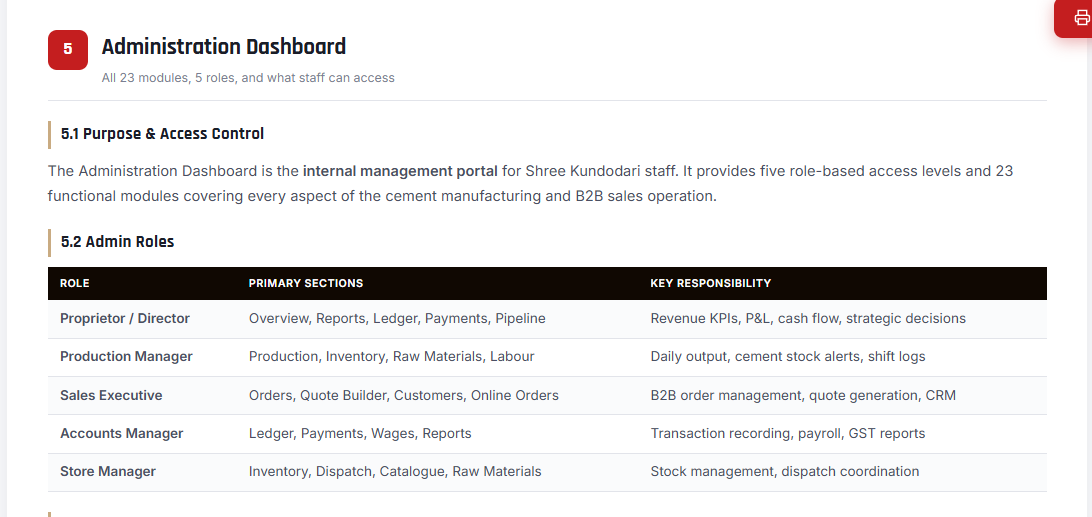 5
Administration Dashboard
All 23 modules, 5 roles, and what staff can access
5.1 Purpose & Access Control
The Administration Dashboard is the internal management portal for Shree Kundodari staff. It provides five role-based access levels and 23
functional modules covering every aspect of the cement manufacturing and B2B sales operation.
5.2 Admin Roles
ROLE PRIMARY SECTIONS KEY RESPONSIBILITY
Proprietor / Director Overview, Reports, Ledger, Payments, Pipeline Revenue KPIs, P&L, cash flow, strategic decisions
Production Manager Production, Inventory, Raw Materials, Labour Daily output, cement stock alerts, shift logs
Sales Executive Orders, Quote Builder, Customers, Online Orders B2B order management, quote generation, CRM
Accounts Manager Ledger, Payments, Wages, Reports Transaction recording, payroll, GST reports
Store Manager Inventory, Dispatch, Catalogue, Raw Materials Stock management, dispatch coordination